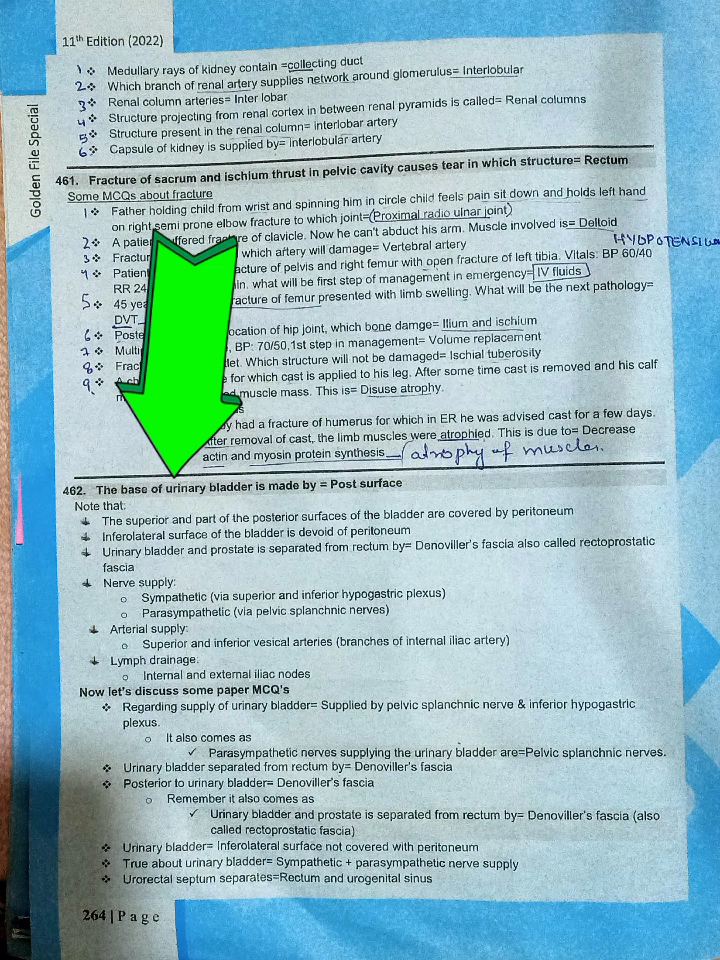 11th Edition (2022)
Golden File Special
1 ❖ Medullary rays of kidney contain =collecting duct
2 ❖ Which branch of renal artery supplies network around glomerulus= Interlobular
3 ❖ Renal column arteries= Inter lobar
4 ❖ Structure projecting from renal cortex in between renal pyramids is called= Renal columns
5 ❖ Structure present in the renal column= interlobar artery
6 ❖ Capsule of kidney is supplied by= interlobular artery
461. Fracture of sacrum and ischium thrust in pelvic cavity causes tear in which structure= Rectum
Some MCQs about fracture
1 ❖ Father holding child from wrist and spinning him in circle child feels pain sit down and holds left hand
on right semi prone elbow fracture to which joint=(Proximal radio ulnar joint)
2 ❖ A patien uffered fracture of clavicle. Now he can't abduct his arm. Muscle involved is= Deltoid
3 ❖ Fractur which artery will damage= Vertebral artery
HYPOTENSION
4 ❖ Patient acture of pelvis and right femur with open fracture of left tibia. Vitals: BP 60/40
RR 24 in. what will be first step of management in emergency= IV fluids
5 ❖ 45 yea racture of femur presented with limb swelling. What will be the next pathology=
DVT
6 ❖ Poste ocation of hip joint, which bone damge= Ilium and ischium
7 ❖ Multi , BP: 70/50,1st step in management= Volume replacement
8 ❖ Frac let. Which structure will not be damaged= Ischial tuberosity
9 ❖ A ch e for which cast is applied to his leg. After some time cast is removed and his calf
m ed muscle mass. This is= Disuse atrophy.
s
y had a fracture of humerus for which in ER he was advised cast for a few days.
After removal of cast, the limb muscles were atrophied. This is due to= Decrease
actin and myosin protein synthesis (atrophy of muscles.
462. The base of urinary bladder is made by = Post surface
Note that:
The superior and part of the posterior surfaces of the bladder are covered by peritoneum
Inferolateral surface of the bladder is devoid of peritoneum
Urinary bladder and prostate is separated from rectum by= Denoviller's fascia also called rectoprostatic
fascia
Nerve supply:
o Sympathetic (via superior and inferior hypogastric plexus)
o Parasympathetic (via pelvic splanchnic nerves)
Arterial supply:
o Superior and inferior vesical arteries (branches of internal iliac artery)
Lymph drainage:
o Internal and external iliac nodes
Now let's discuss some paper MCQ's
❖ Regarding supply of urinary bladder= Supplied by pelvic splanchnic nerve & inferior hypogastric
plexus.
o It also comes as
✓ Parasympathetic nerves supplying the urinary bladder are=Pelvic splanchnic nerves.
❖ Urinary bladder separated from rectum by= Denoviller's fascia
❖ Posterior to urinary bladder= Denoviller's fascia
o Remember it also comes as
✓ Urinary bladder and prostate is separated from rectum by= Denoviller's fascia (also
called rectoprostatic fascia)
❖ Urinary bladder= Inferolateral surface not covered with peritoneum
❖ True about urinary bladder= Sympathetic + parasympathetic nerve supply
❖ Urorectal septum separates=Rectum and urogenital sinus
264 | P a g e